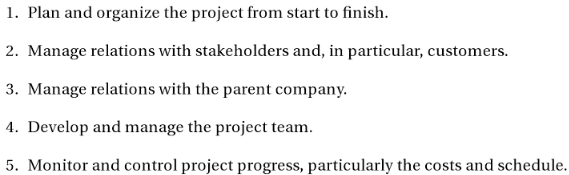 1. Plan and organize the project from start to finish.
2. Manage relations with stakeholders and, in particular, customers.
3. Manage relations with the parent company.
4. Develop and manage the project team.
5. Monitor and control project progress, particularly the costs and schedule.